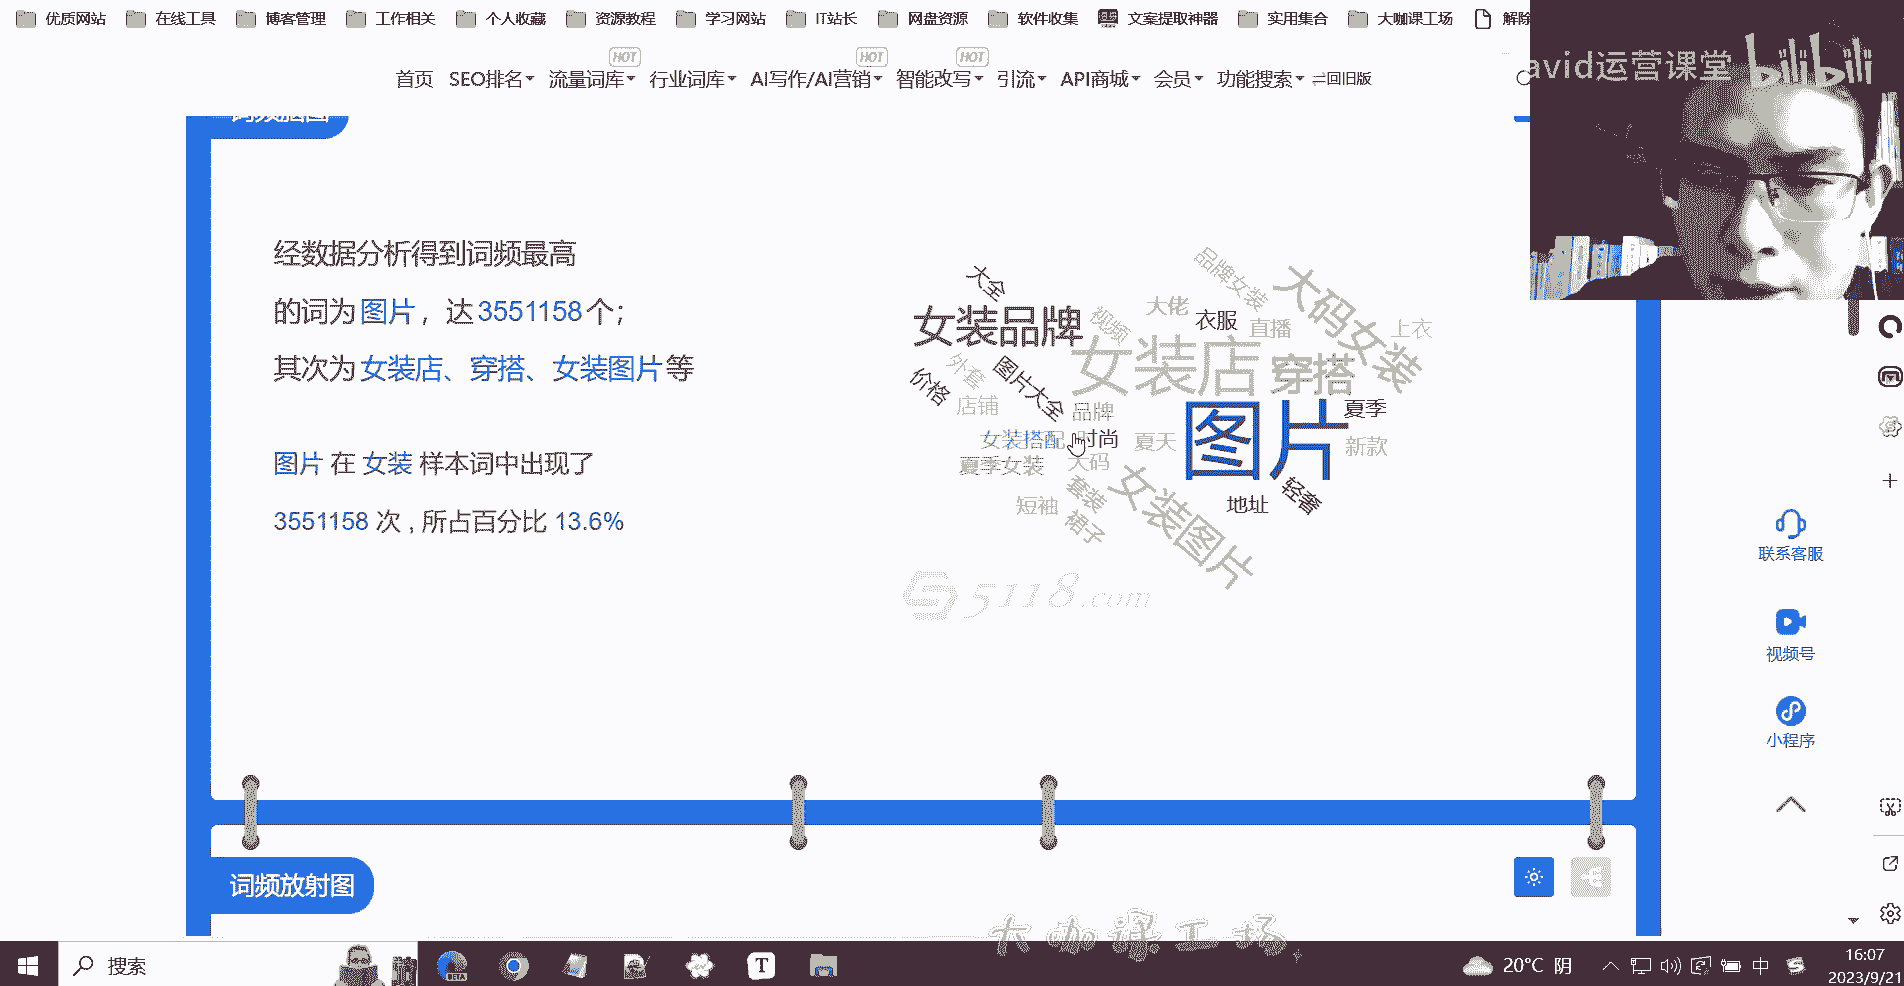 优质网站 在线工具 博客管理 工作相关 个人收藏 资源教程 学习网站 IT站长 网盘资源 软件收集 文案提取神器 实用集合 大咖课工场 解除
avid运营课堂 bilibili
HOT HOT HOT
首页 SEO排名 流量词库 行业词库 AI写作/AI营销 智能改写 引流 API商城 会员 功能搜索 回旧版
词频脑图
经数据分析得到词频最高
的词为 图片 ，达 3551158 个；
其次为 女装店、穿搭、女装图片 等
图片 在 女装 样本词中出现了
3551158 次 , 所占百分比 13.6%
大全
品牌女装
大码女装
女装品牌
视频
大佬
衣服
直播
上衣
外套
图片大全
女装店
穿搭
价格
店铺
品牌
图片
夏季
女装搭配
时尚
夏天
新款
夏季女装
大码
短袖
套装
裙子
女装图片
地址
轻奢
5118.com
联系客服
视频号
小程序
词频放射图
大咖课工场
搜索
BETA
T
20°C 阴
中
16:07
2023/9/21